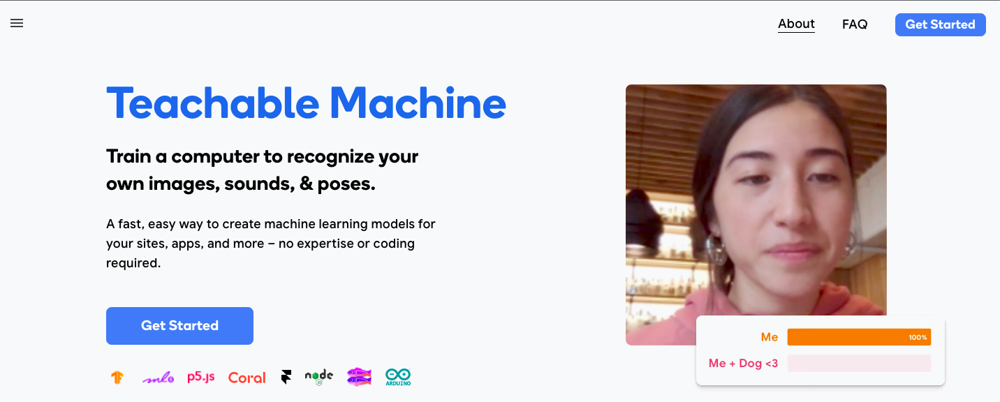 About FAQ Get Started
Teachable Machine
Train a computer to recognize your
own images, sounds, & poses.
A fast, easy way to create machine learning models for
your sites, apps, and more – no expertise or coding
required.
Get Started
ml5 p5.js Coral node JS ARDUINO
Me 100%
Me + Dog <3